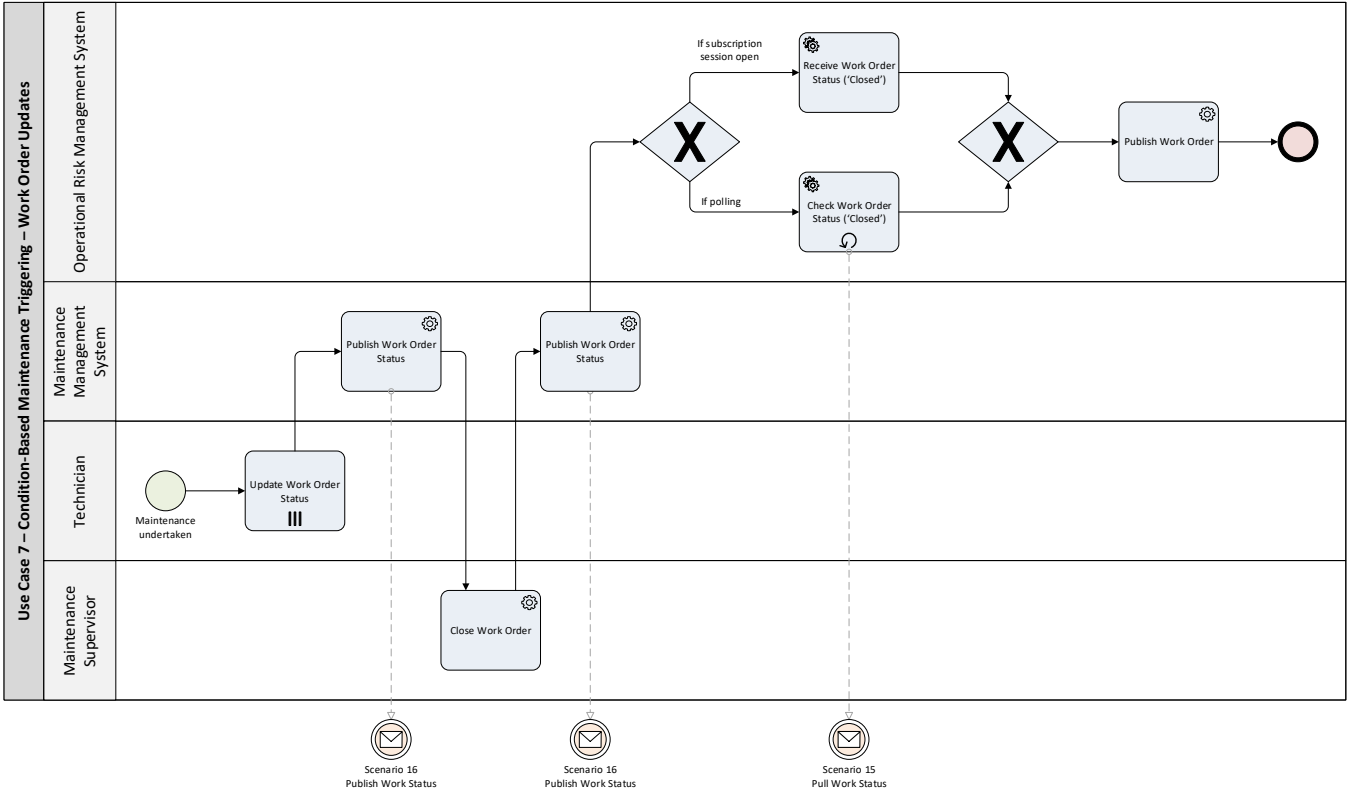 Use Case 7 – Condition-Based Maintenance Triggering – Work Order Updates
Operational Risk Management System
If subscription
session open
Receive Work Order
Status (‘Closed’)
X
X
Publish Work Order
If polling
Check Work Order
Status (‘Closed’)
Maintenance
Management
System
Publish Work Order
Status
Publish Work Order
Status
Technician
Maintenance
undertaken
Update Work Order
Status
Maintenance
Supervisor
Close Work Order
Scenario 16
Publish Work Status
Scenario 16
Publish Work Status
Scenario 15
Pull Work Status